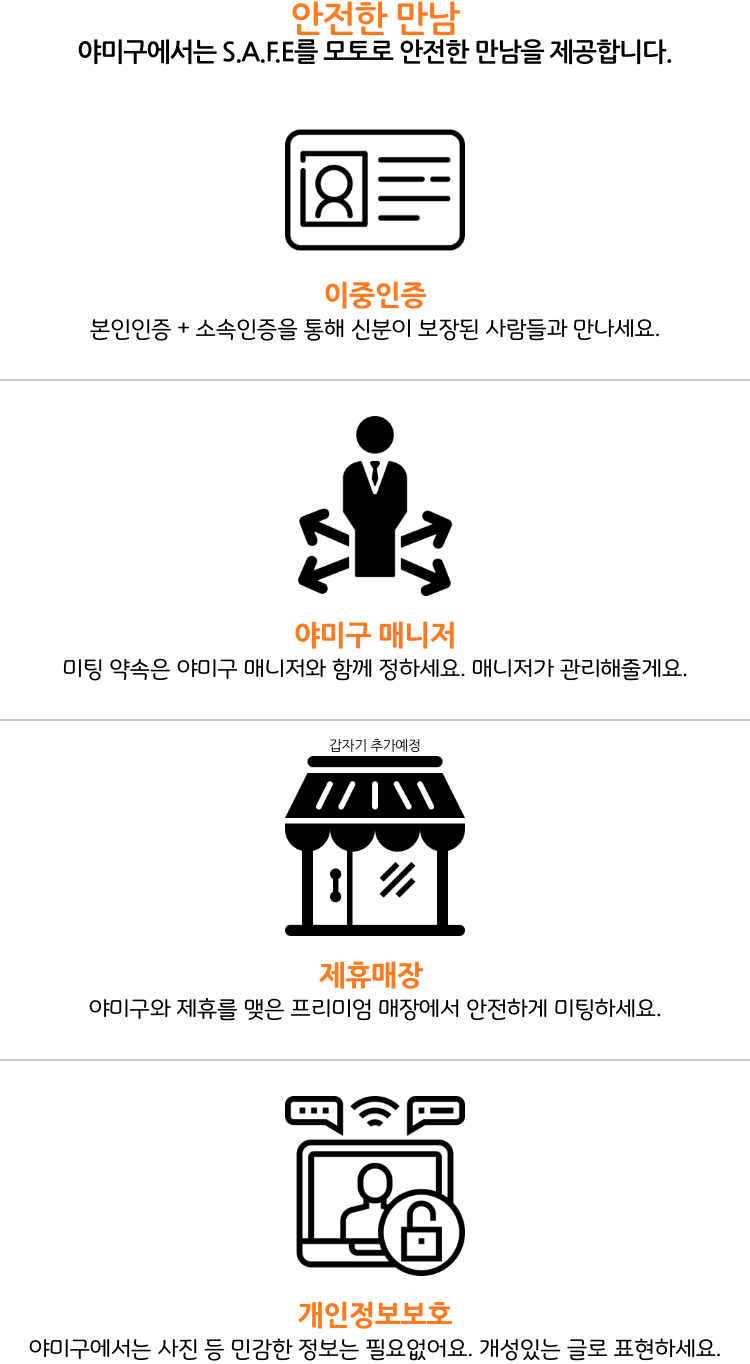 안전한 만남
야미구에서는 S.A.F.E를 모토로 안전한 만남을 제공합니다.
이중인증
본인인증 + 소속인증을 통해 신분이 보장된 사람들과 만나세요.
야미구 매니저
미팅 약속은 야미구 매니저와 함께 정하세요. 매니저가 관리해줄게요.
갑자기 추가예정
제휴매장
야미구와 제휴를 맺은 프리미엄 매장에서 안전하게 미팅하세요.
개인정보보호
야미구에서는 사진 등 민감한 정보는 필요없어요. 개성있는 글로 표현하세요.